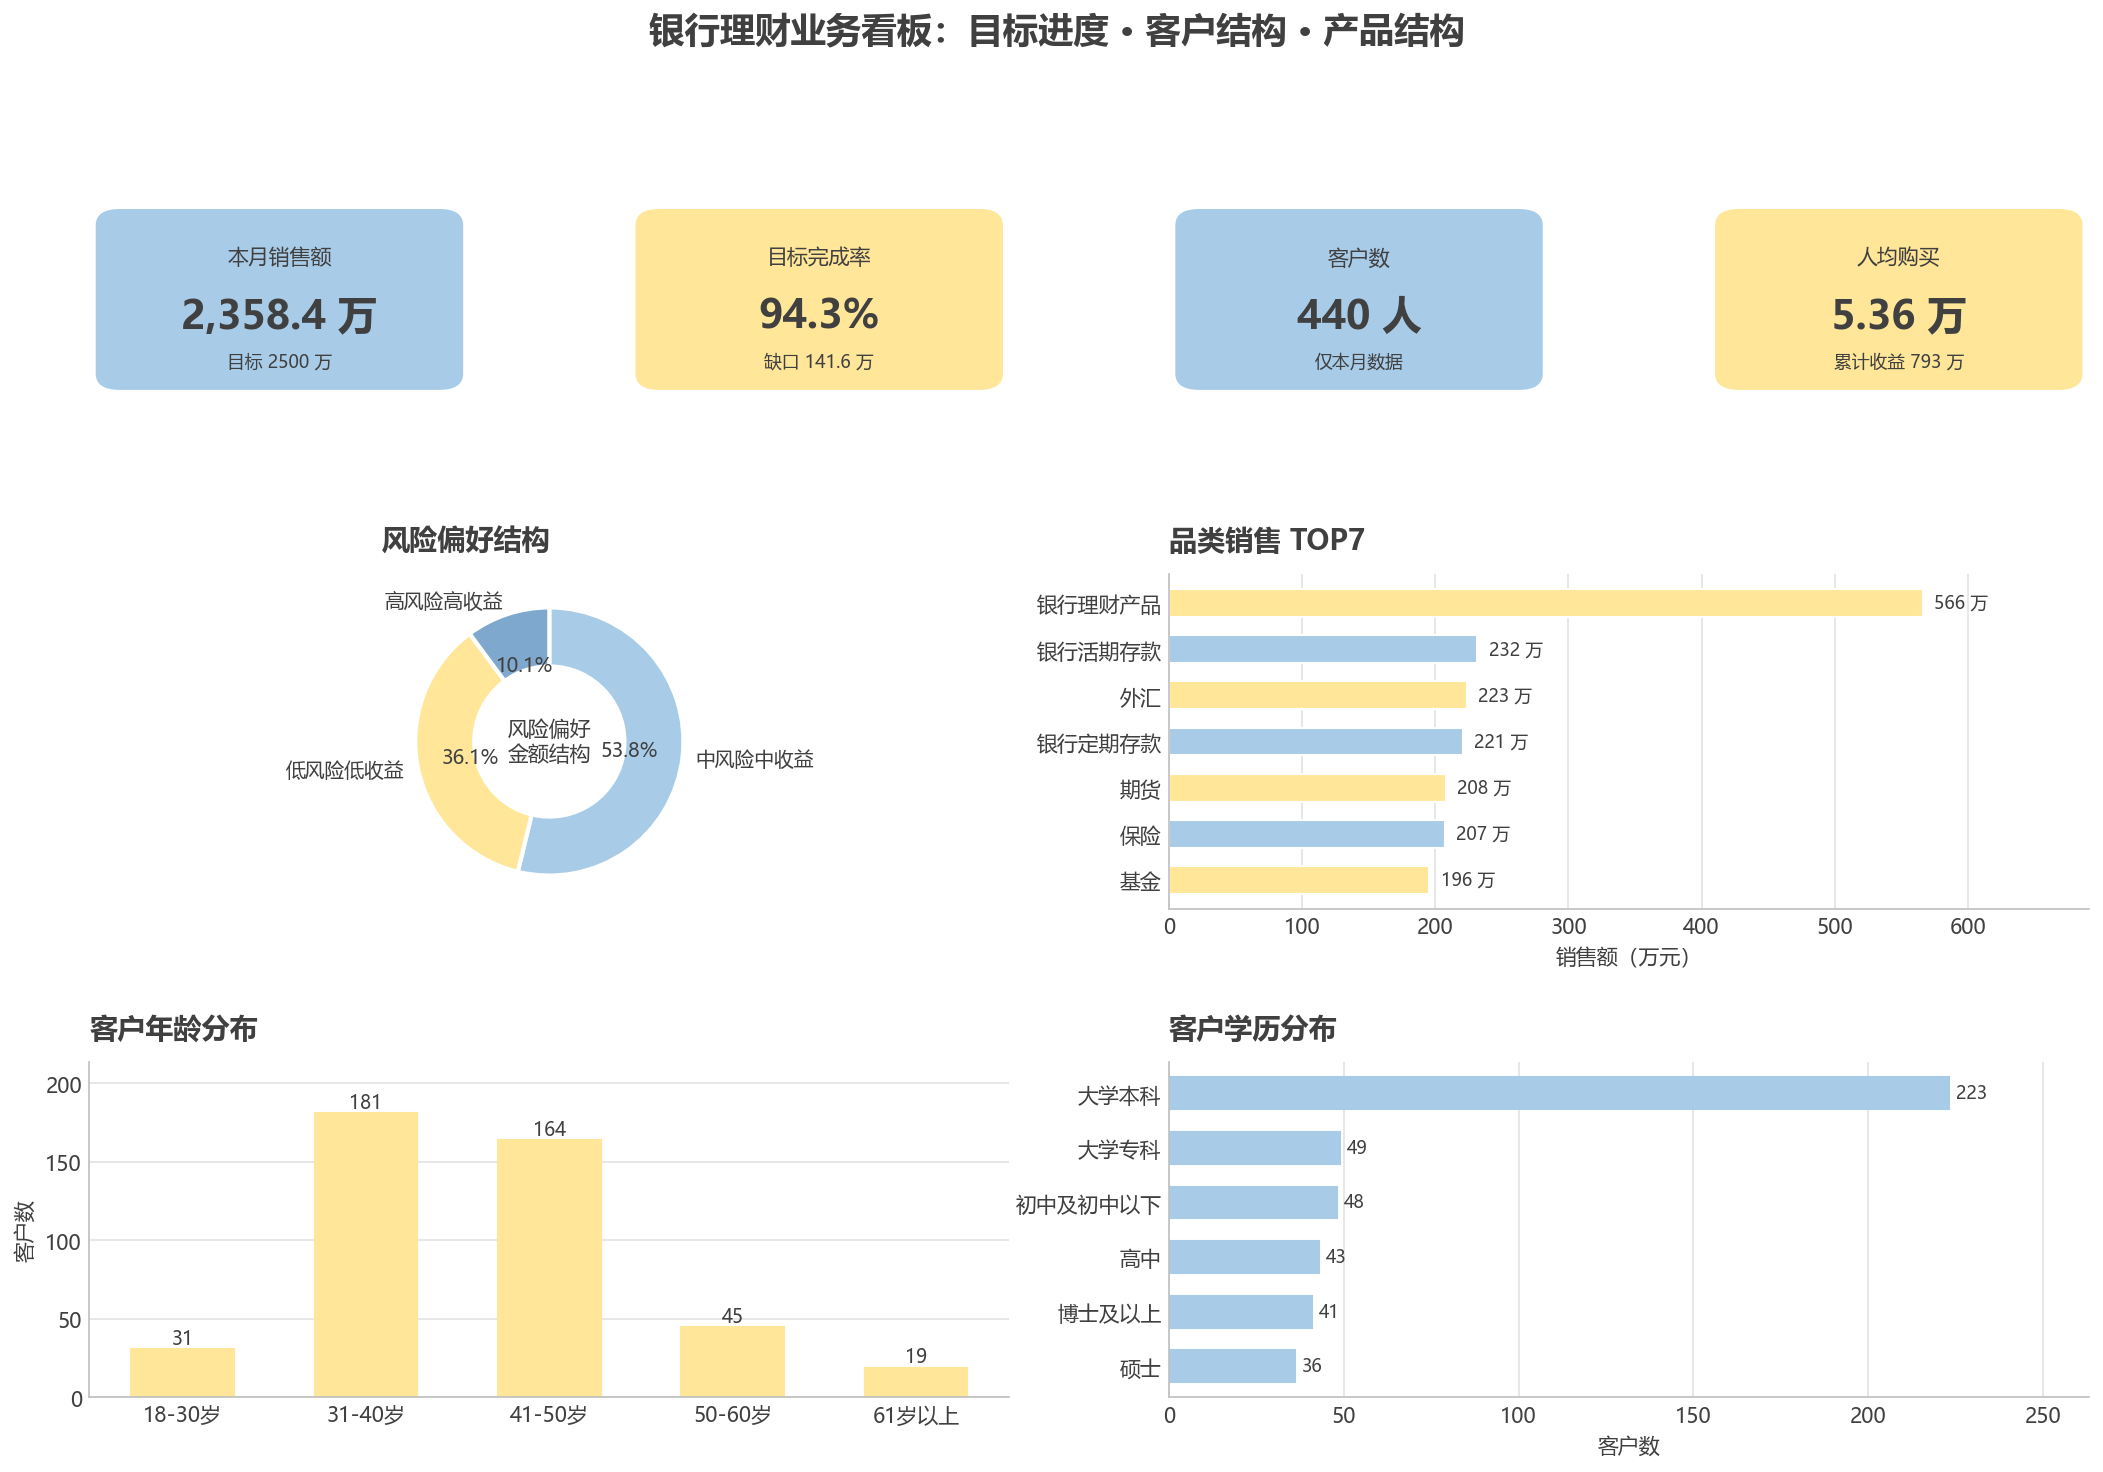 银行理财业务看板：目标进度 • 客户结构 • 产品结构
本月销售额
2,358.4 万
目标 2500 万
目标完成率
94.3%
缺口 141.6 万
客户数
440 人
仅本月数据
人均购买
5.36 万
累计收益 793 万
风险偏好结构
高风险高收益
10.1%
低风险低收益
36.1%
风险偏好
金额结构
53.8%
中风险中收益
品类销售 TOP7
银行理财产品
566 万
银行活期存款
232 万
外汇
223 万
银行定期存款
221 万
期货
208 万
保险
207 万
基金
196 万
0 100 200 300 400 500 600
销售额（万元）
客户年龄分布
客户数
200
150
100
50
0
31
181
164
45
19
18-30岁 31-40岁 41-50岁 50-60岁 61岁以上
客户学历分布
大学本科
223
大学专科
49
初中及初中以下
48
高中
43
博士及以上
41
硕士
36
0 50 100 150 200 250
客户数